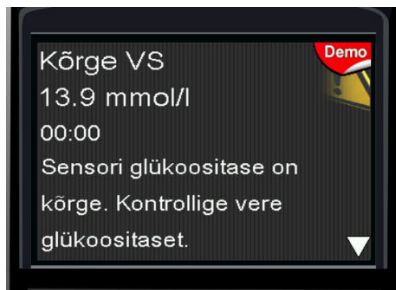 Kõrge VS
Demo
13.9 mmol/l
00:00
Sensori glükoositase on
kõrge. Kontrollige vere
glükoositaset.